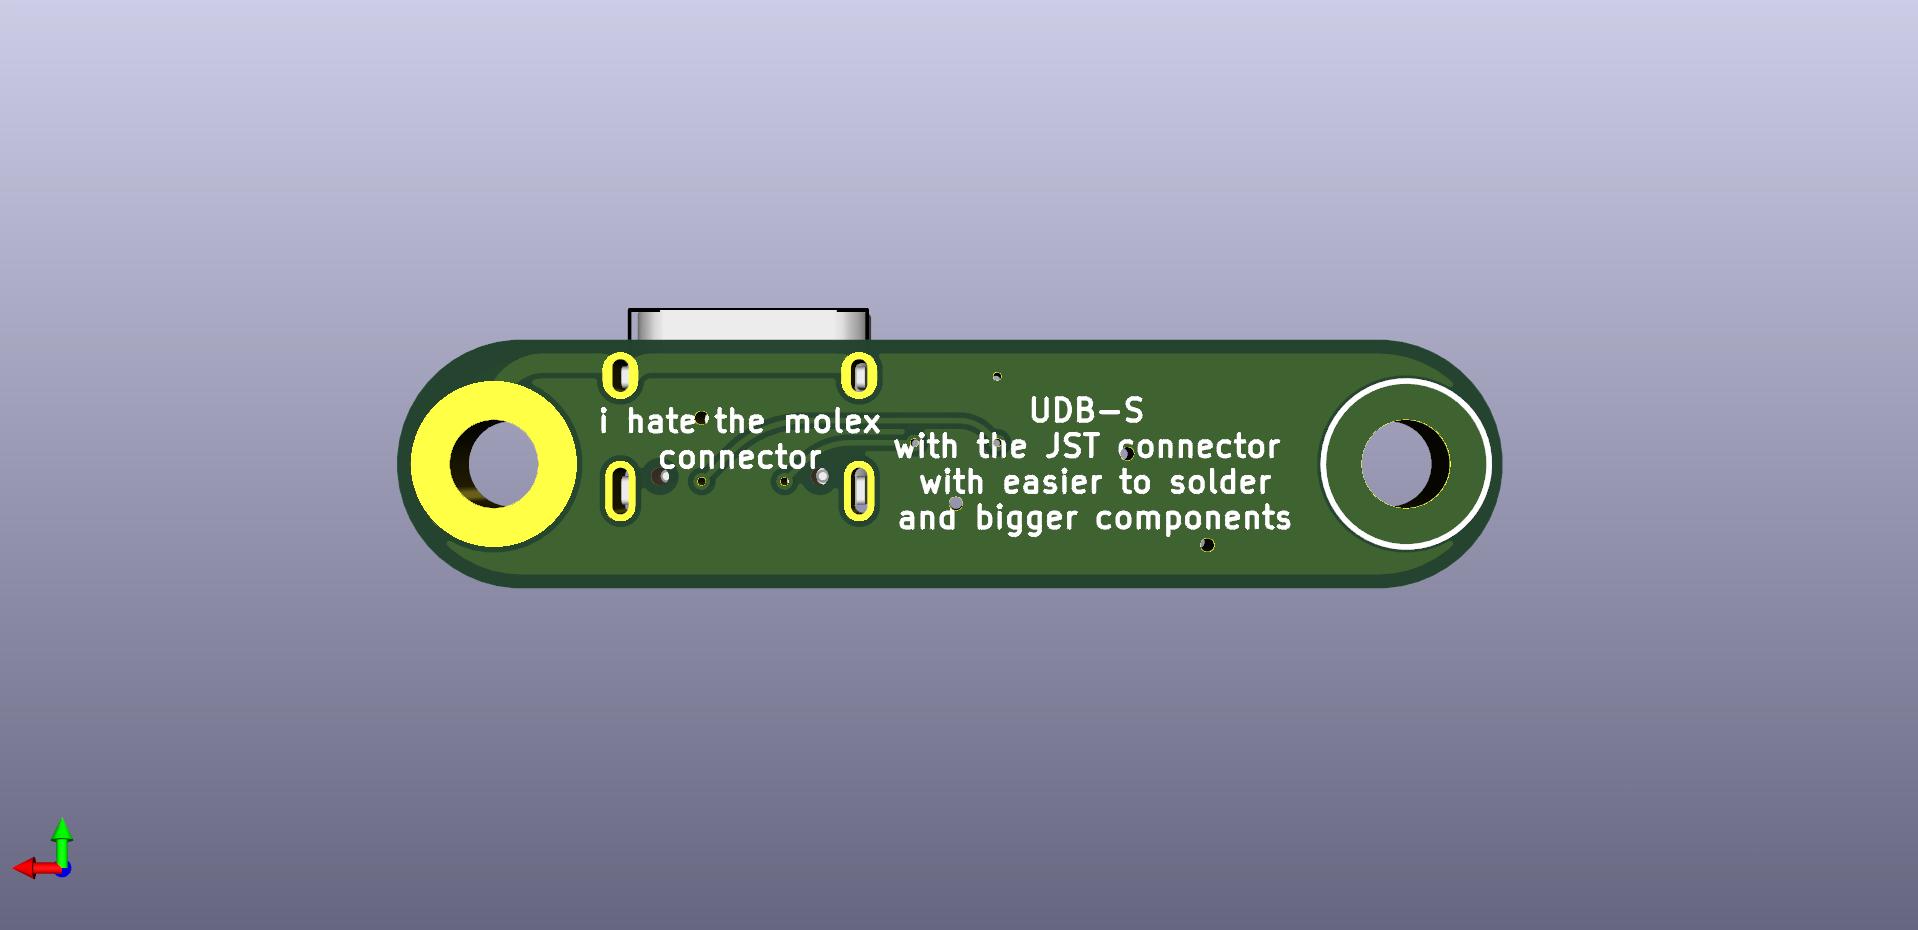 i hate the molex
connector
UDB-S
with the JST connector
with easier to solder
and bigger components